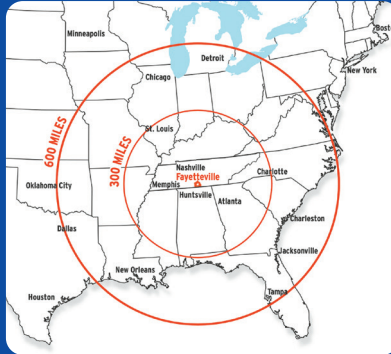 Minneapolis
Boston
Detroit
New York
Chicago
600 MILES
300 MILES
St. Louis
Nashville
Fayetteville
Charlotte
Oklahoma City
Memphis
Huntsville
Atlanta
Charleston
Dallas
Jacksonville
New Orleans
Tampa
Houston